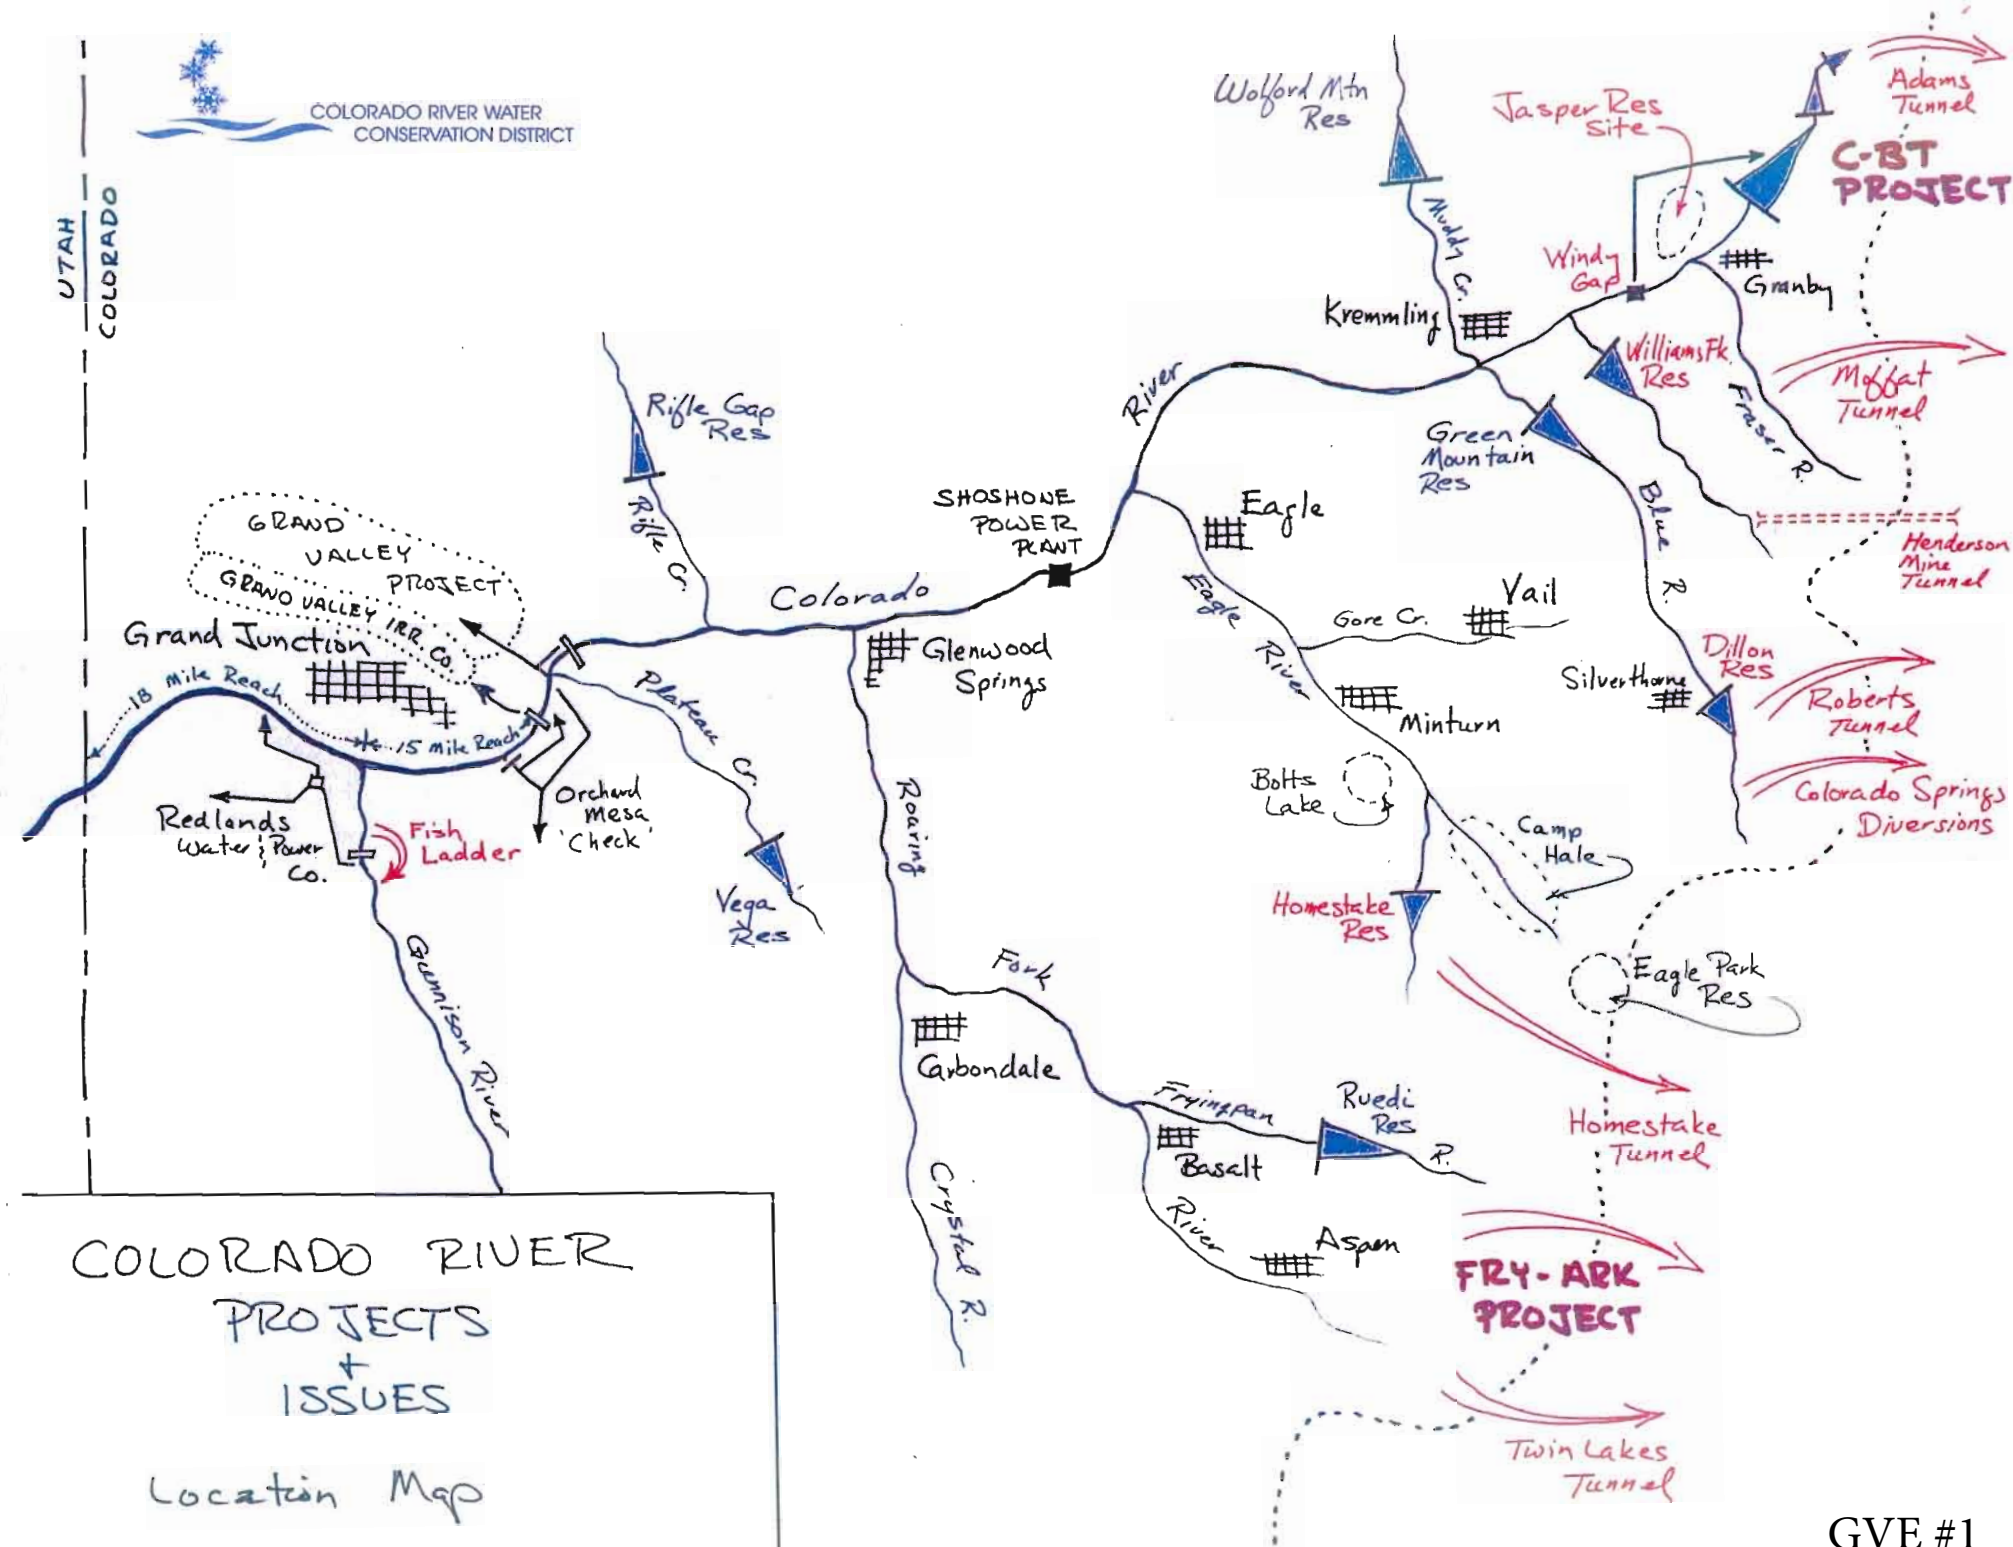 COLORADO RIVER WATER
CONSERVATION DISTRICT
UTAH
COLORADO
Wolford Mtn
Res
Jasper Res
Site
Adams
Tunnel
C-BT
PROJECT
Muddy Cr.
Windy
Gap
Granby
Kremmling
Williams Fk.
Res
Moffat
Tunnel
Fraser R.
River
Rifle Gap
Res
Green
Mountain
Res
Blue R.
Henderson
Mine
Tunnel
Rifle Cr.
SHOSHONE
POWER
PLANT
Eagle
Eagle
River
Gore Cr.
Vail
GRAND
VALLEY
PROJECT
GRAND VALLEY IRR. Co.
Grand Junction
Colorado
Glenwood
Springs
18 Mile Reach
15 Mile Reach
Plateau Cr.
Minturn
Silverthorne
Dillon
Res
Roberts
Tunnel
Colorado Springs
Diversions
Redlands
Water & Power
Co.
Fish
Ladder
Orchard
Mesa
'Check'
Bolts
Lake
Camp
Hale
Vega
Res
Roaring
Fork
Homestake
Res
Eagle Park
Res
Gunnison River
Carbondale
Fryingpan
R.
Ruedi
Res
Basalt
River
Aspen
Crystal R.
Homestake
Tunnel
FRY-ARK
PROJECT
Twin Lakes
Tunnel
COLORADO RIVER
PROJECTS
+
ISSUES
Location Map
GVE #1